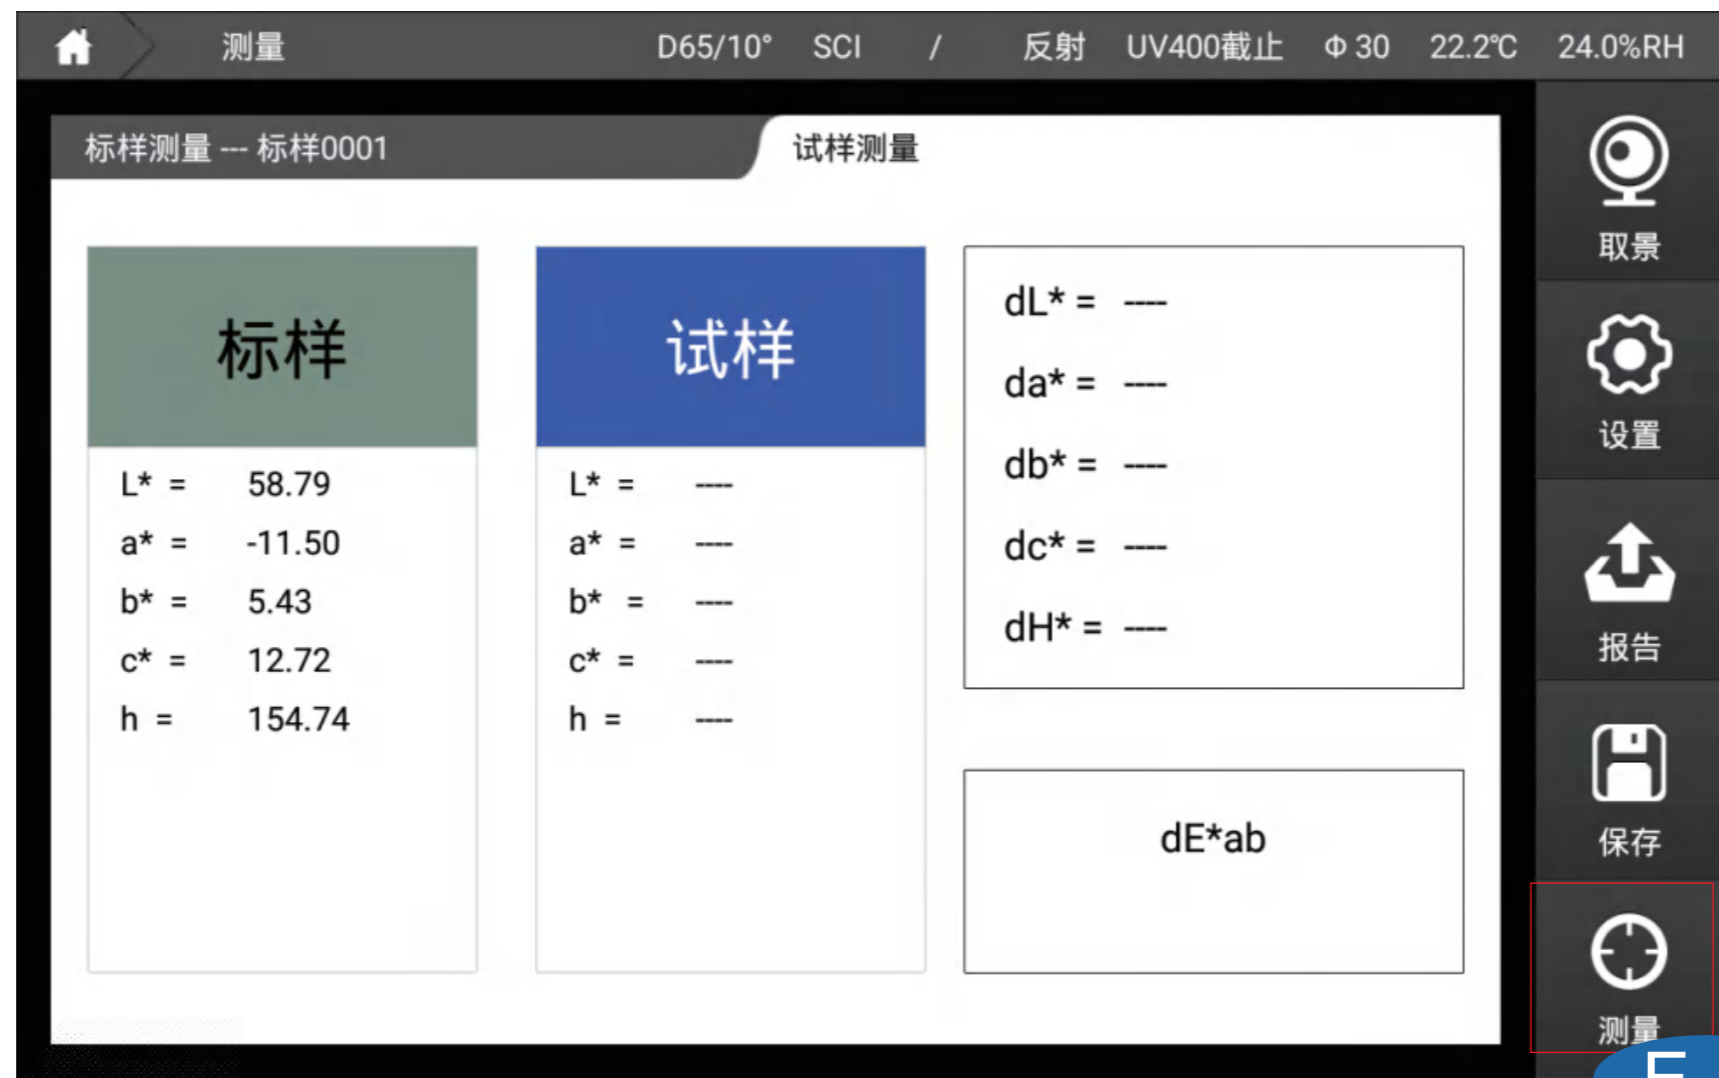 测量 D65/10° SCI / 反射 UV400截止 Φ30 22.2℃ 24.0%RH
标样测量 --- 标样0001 试样测量
标样
L* = 58.79
a* = -11.50
b* = 5.43
c* = 12.72
h = 154.74
试样
L* = ----
a* = ----
b* = ----
c* = ----
h = ----
dL* = ----
da* = ----
db* = ----
dc* = ----
dH* = ----
dE*ab
取景
设置
报告
保存
测量